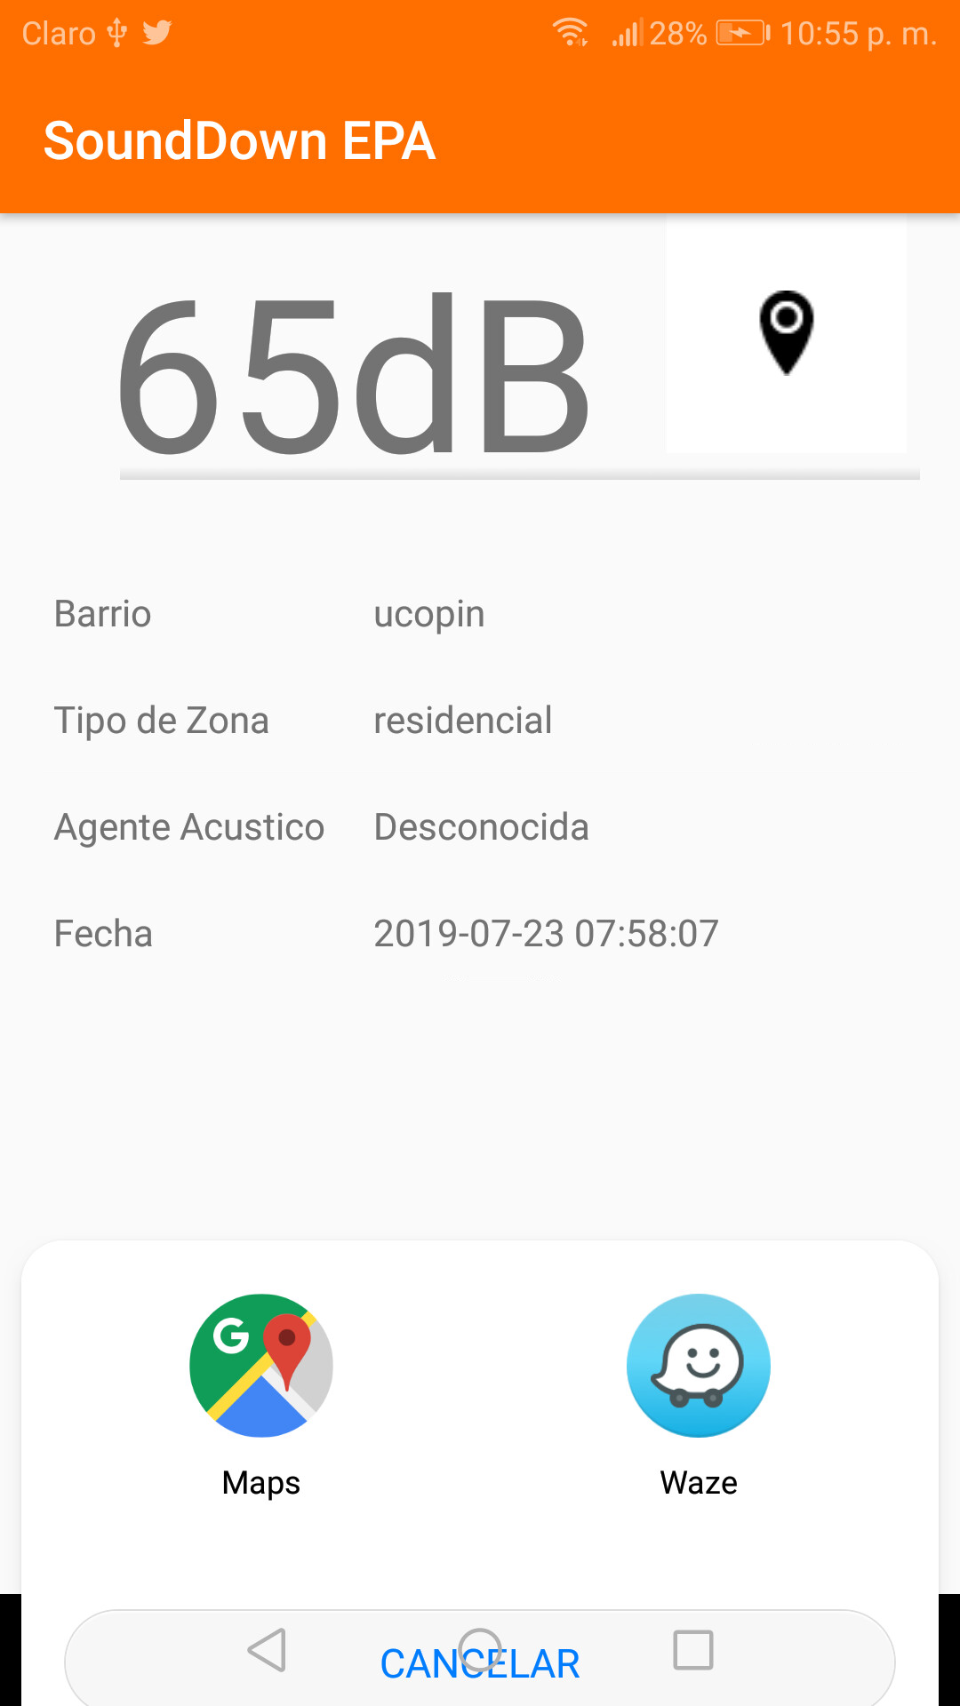 Claro 28% 10:55 p. m.
SoundDown EPA
65dB
Barrio ucopin
Tipo de Zona residencial
Agente Acustico Desconocida
Fecha 2019-07-23 07:58:07
G
Maps Waze
CANCELAR